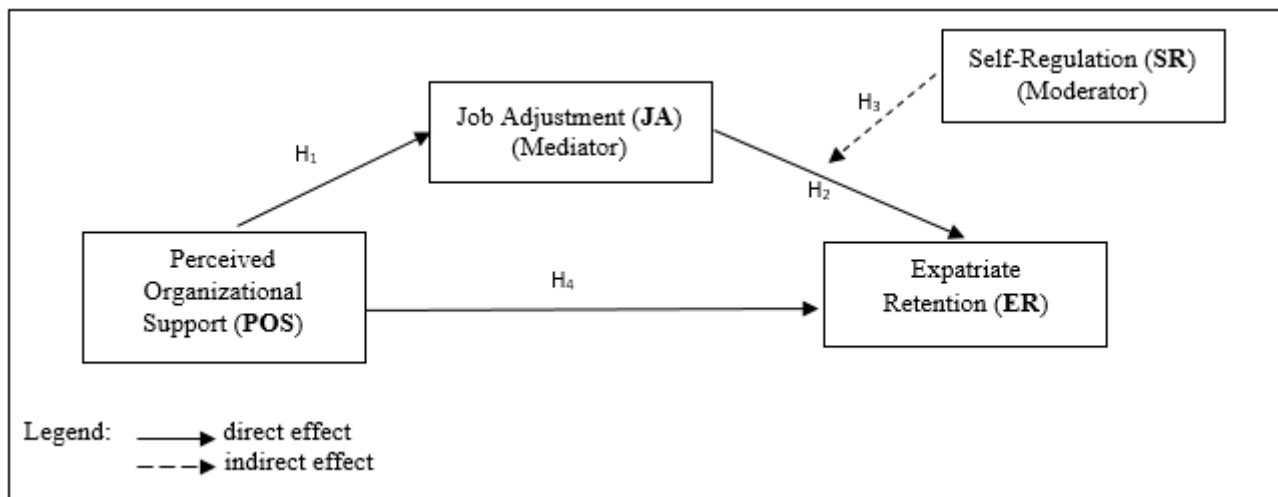 Self-Regulation (SR)
(Moderator)
H₃
Job Adjustment (JA)
(Mediator)
H₁
H₂
Perceived
Organizational
Support (POS)
H₄
Expatriate
Retention (ER)
Legend:
direct effect
indirect effect